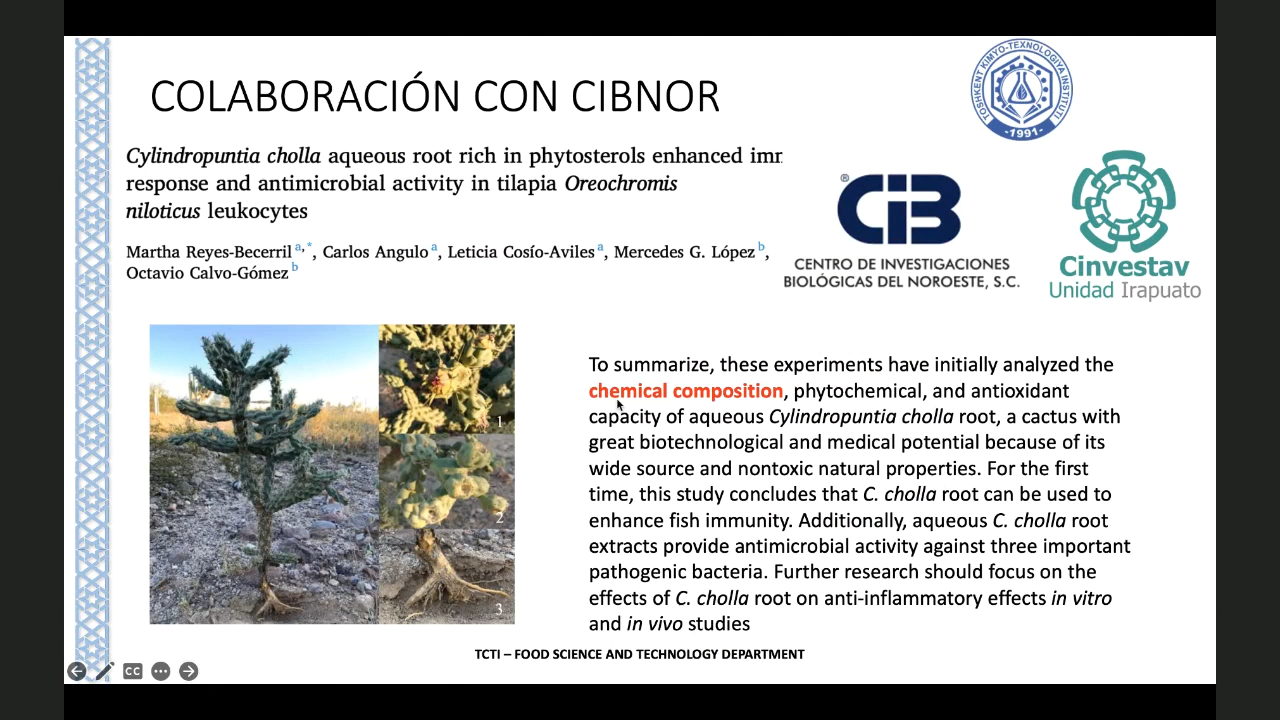 COLABORACIÓN CON CIBNOR
TOSHKENT KIMYO-TEXNOLOGIYA INSTITUTI
-1991-
Cylindropuntia cholla aqueous root rich in phytosterols enhanced
response and antimicrobial activity in tilapia Oreochromis
niloticus leukocytes
Martha Reyes-Becerril a,*, Carlos Angulo a, Leticia Cosío-Aviles a, Mercedes G. López b,
Octavio Calvo-Gómez b
® CIB
CENTRO DE INVESTIGACIONES
BIOLÓGICAS DEL NOROESTE, S.C.
Cinvestav
Unidad Irapuato
1
2
3
To summarize, these experiments have initially analyzed the
chemical composition, phytochemical, and antioxidant
capacity of aqueous Cylindropuntia cholla root, a cactus with
great biotechnological and medical potential because of its
wide source and nontoxic natural properties. For the first
time, this study concludes that C. cholla root can be used to
enhance fish immunity. Additionally, aqueous C. cholla root
extracts provide antimicrobial activity against three important
pathogenic bacteria. Further research should focus on the
effects of C. cholla root on anti-inflammatory effects in vitro
and in vivo studies
TCTI – FOOD SCIENCE AND TECHNOLOGY DEPARTMENT
CC